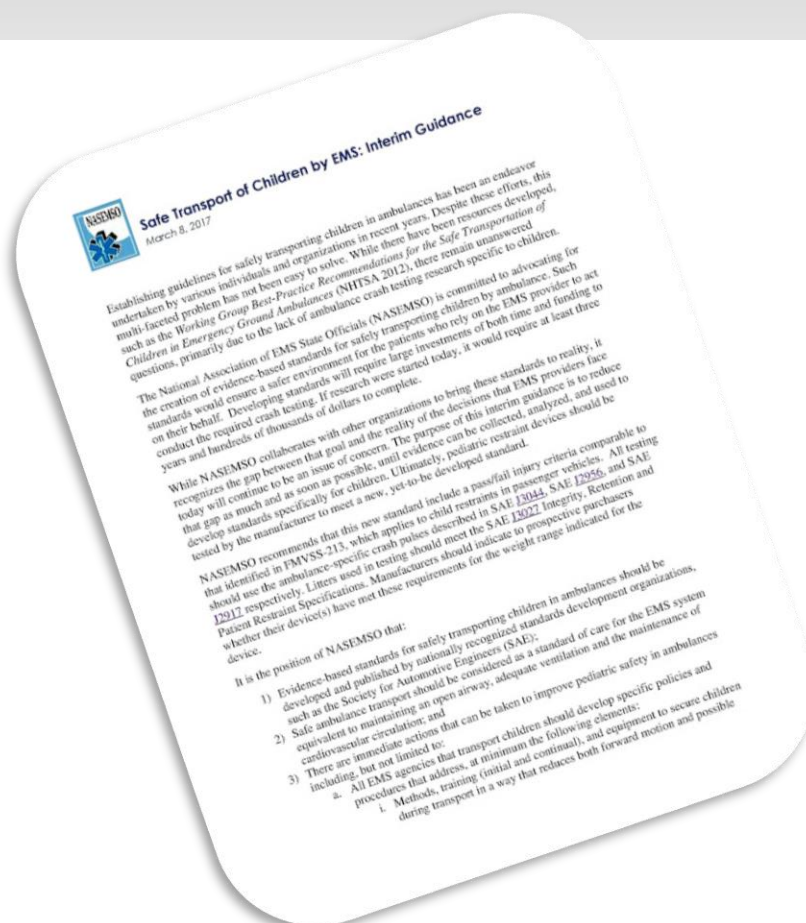 NASEMSO
Safe Transport of Children by EMS: Interim Guidance
March 8, 2017
Establishing guidelines for safely transporting children in ambulances has been an endeavor
undertaken by various individuals and organizations in recent years. Despite these efforts, this
multi-faceted problem has not been easy to solve. While there have been resources developed,
such as the Working Group Best-Practice Recommendations for the Safe Transportation of
Children in Emergency Ground Ambulances (NHTSA 2012), there remain unanswered
questions, primarily due to the lack of ambulance crash testing research specific to children.
The National Association of EMS State Officials (NASEMSO) is committed to advocating for
the creation of evidence-based standards for safely transporting children by ambulance. Such
standards would ensure a safer environment for the patients who rely on the EMS provider to act
on their behalf. Developing standards will require large investments of both time and funding to
conduct the required crash testing. If research were started today, it would require at least three
years and hundreds of thousands of dollars to complete.
While NASEMSO collaborates with other organizations to bring these standards to reality, it
recognizes the gap between that goal and the reality of the decisions that EMS providers face
today will continue to be an issue of concern. The purpose of this interim guidance is to reduce
that gap as much and as soon as possible, until evidence can be collected, analyzed, and used to
develop standards specifically for children. Ultimately, pediatric restraint devices should be
tested by the manufacturer to meet a new, yet-to-be developed standard.
NASEMSO recommends that this new standard include a pass/fail injury criteria comparable to
that identified in FMVSS-213, which applies to child restraints in passenger vehicles. All testing
should use the ambulance-specific crash pulses described in SAE J3044, SAE J2956, and SAE
J2917 respectively. Litters used in testing should meet the SAE J3027 Integrity, Retention and
Patient Restraint Specifications. Manufacturers should indicate to prospective purchasers
whether their device(s) have met these requirements for the weight range indicated for the
device.
It is the position of NASEMSO that:
1) Evidence-based standards for safely transporting children in ambulances should be
developed and published by nationally recognized standards development organizations,
such as the Society for Automotive Engineers (SAE);
2) Safe ambulance transport should be considered as a standard of care for the EMS system
equivalent to maintaining an open airway, adequate ventilation and the maintenance of
cardiovascular circulation; and
3) There are immediate actions that can be taken to improve pediatric safety in ambulances
including, but not limited to:
a. All EMS agencies that transport children should develop specific policies and
procedures that address, at minimum the following elements:
i. Methods, training (initial and continual), and equipment to secure children
during transport in a way that reduces both forward motion and possible